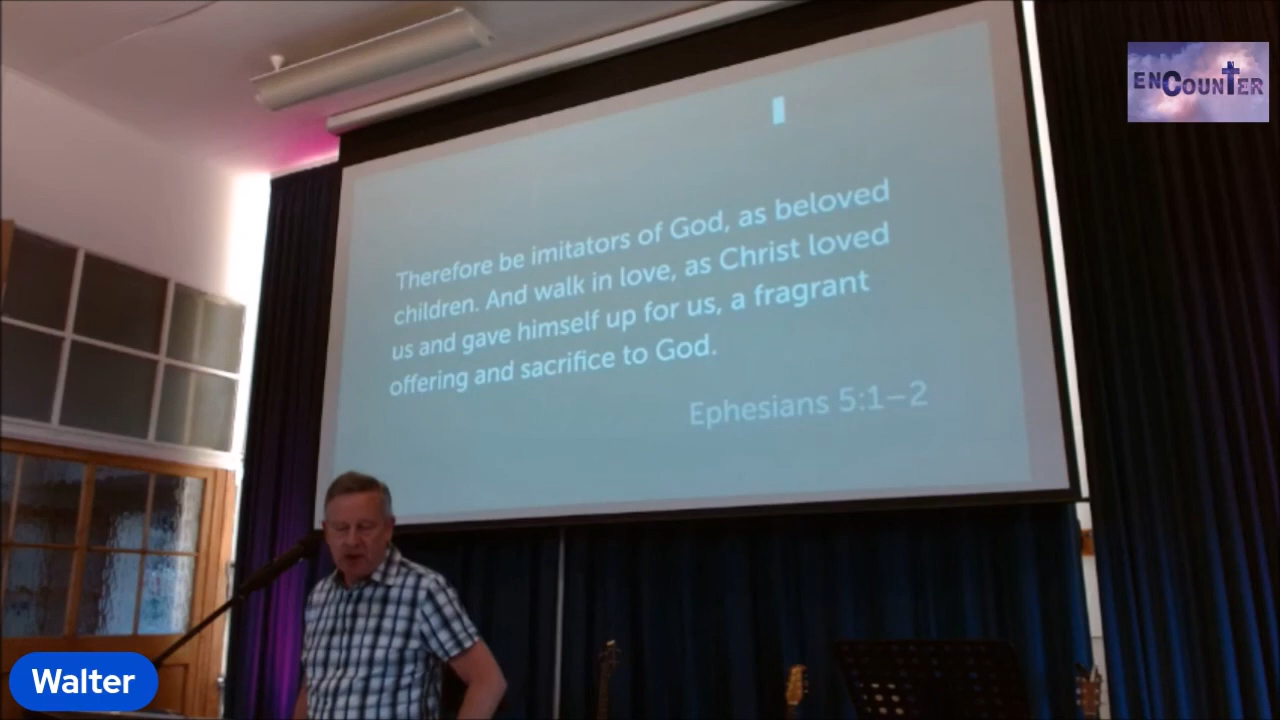 ENCOUNTER
Therefore be imitators of God, as beloved
children. And walk in love, as Christ loved
us and gave himself up for us, a fragrant
offering and sacrifice to God.
Ephesians 5:1–2
Walter